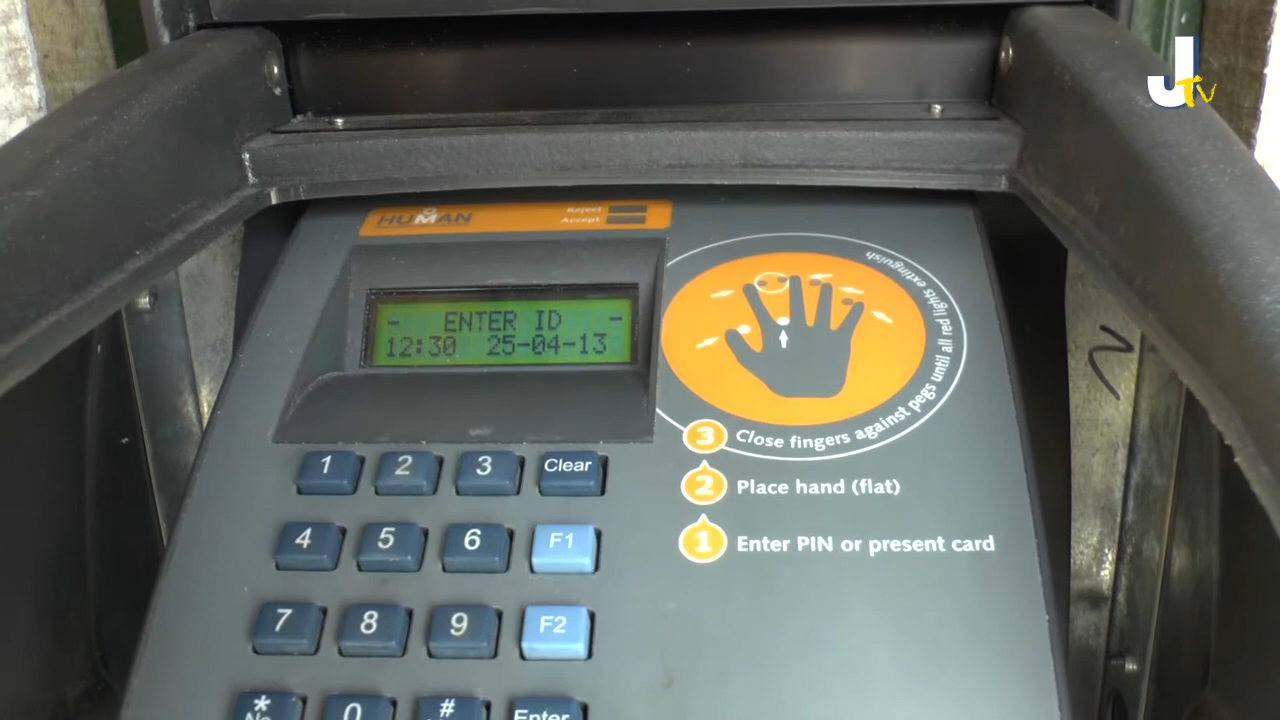 JTV
HUMAN
Reject
Accept
- ENTER ID -
12:30 25-04-13
Close fingers against pegs until all red lights extinguish
3
2 Place hand (flat)
1 Enter PIN or present card
1 2 3 Clear
4 5 6 F1
7 8 9 F2
* 0 # Enter
No